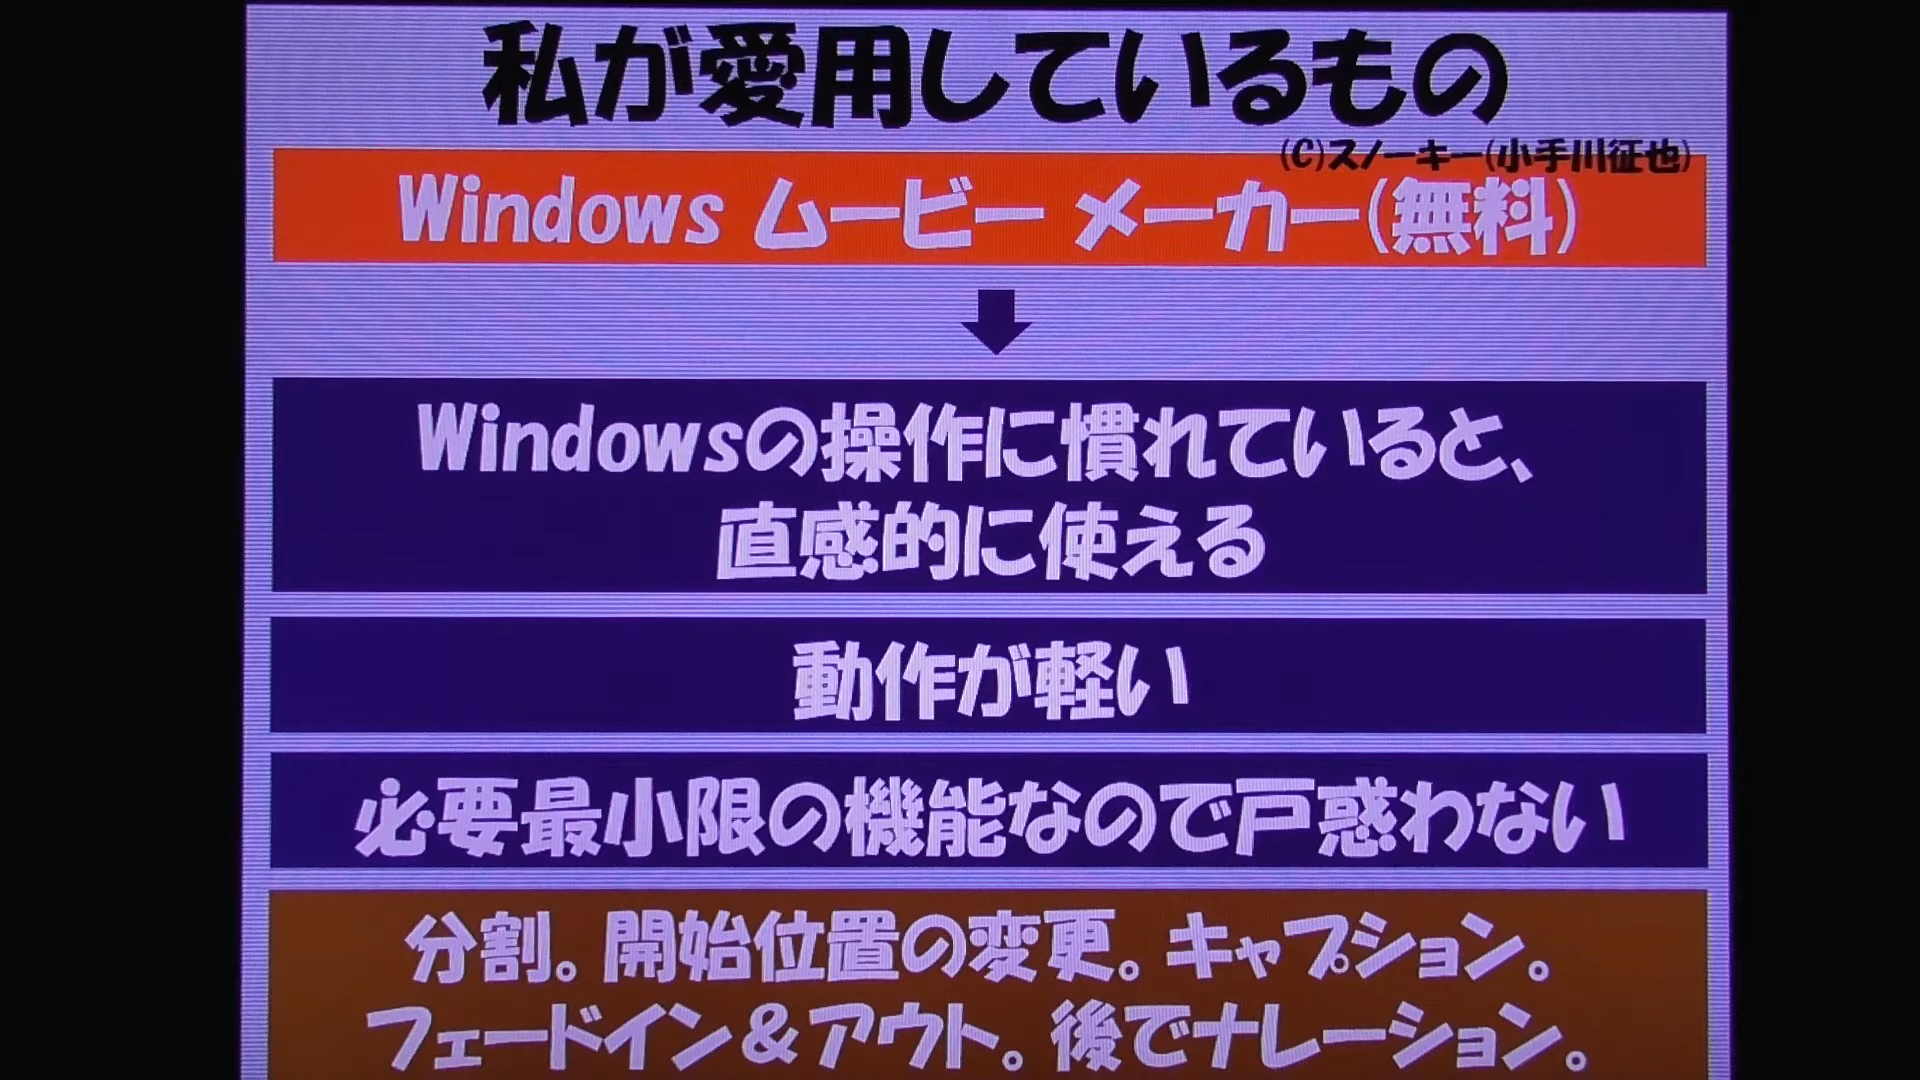 私が愛用しているもの
(C)スノーキー(小手川征也)
Windows ムービー メーカー(無料)
Windowsの操作に慣れていると、
直感的に使える
動作が軽い
必要最小限の機能なので戸惑わない
分割。開始位置の変更。キャプション。
フェードイン＆アウト。後でナレーション。